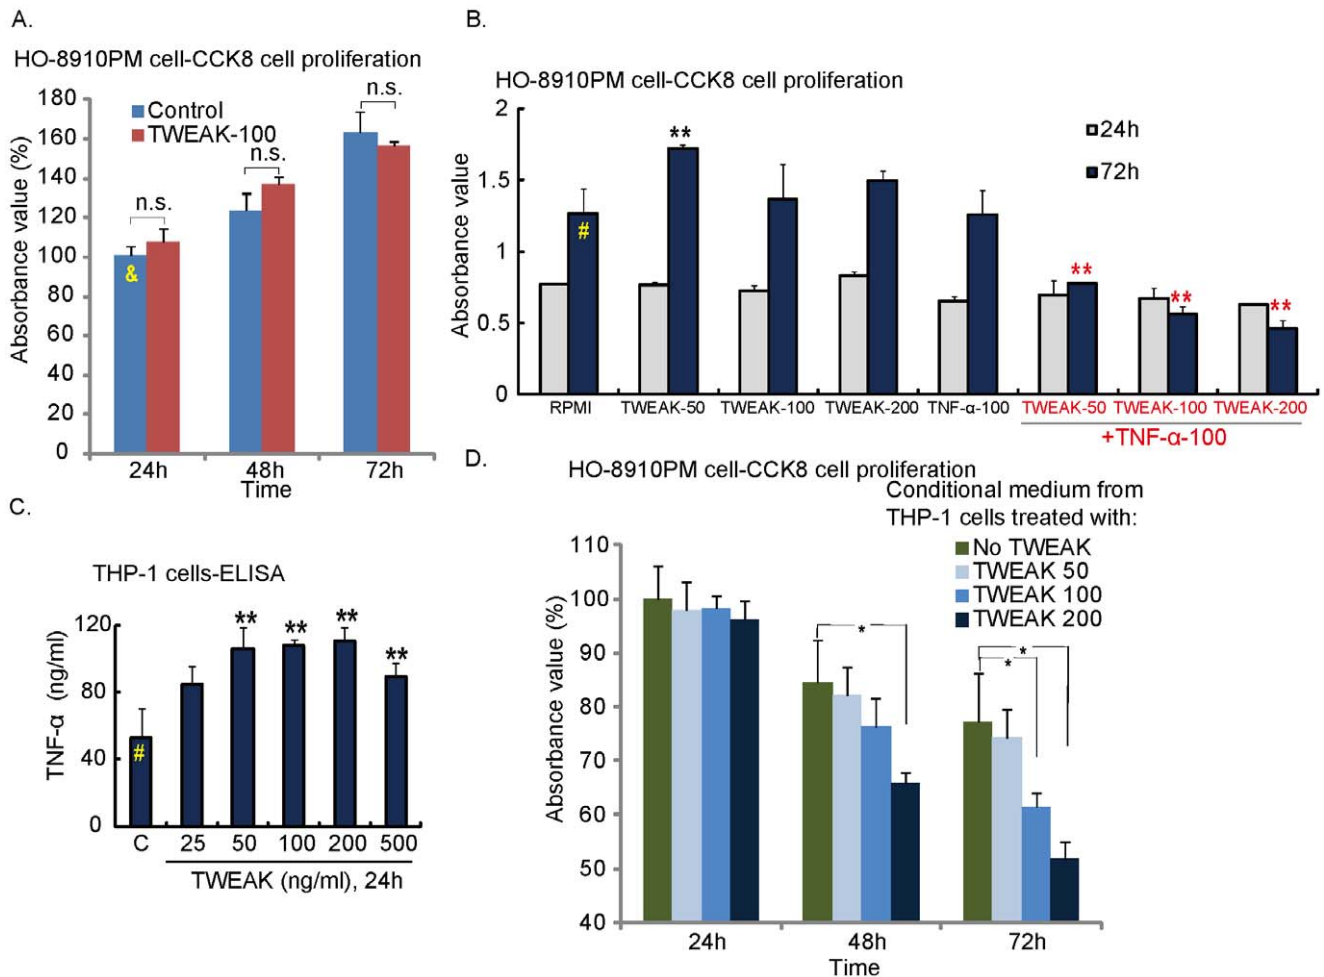 A.
HO-8910PM cell-CCK8 cell proliferation
Absorbance value (%)
180
160
140
120
100
80
60
40
20
0
Control
TWEAK-100
n.s.
n.s.
n.s.
&
24h
48h
72h
Time
B.
HO-8910PM cell-CCK8 cell proliferation
Absorbance value
2
1.5
1
0.5
0
24h
72h
#
**
**
**
**
RPMI
TWEAK-50
TWEAK-100
TWEAK-200
TNF-α-100
TWEAK-50
TWEAK-100
TWEAK-200
+TNF-α-100
C.
THP-1 cells-ELISA
TNF-α (ng/ml)
120
80
40
0
#
**
**
**
**
C
25
50
100
200
500
TWEAK (ng/ml), 24h
D.
HO-8910PM cell-CCK8 cell proliferation
Conditional medium from
THP-1 cells treated with:
No TWEAK
TWEAK 50
TWEAK 100
TWEAK 200
Absorbance value (%)
110
100
90
80
70
60
50
40
*
*
*
24h
48h
72h
Time